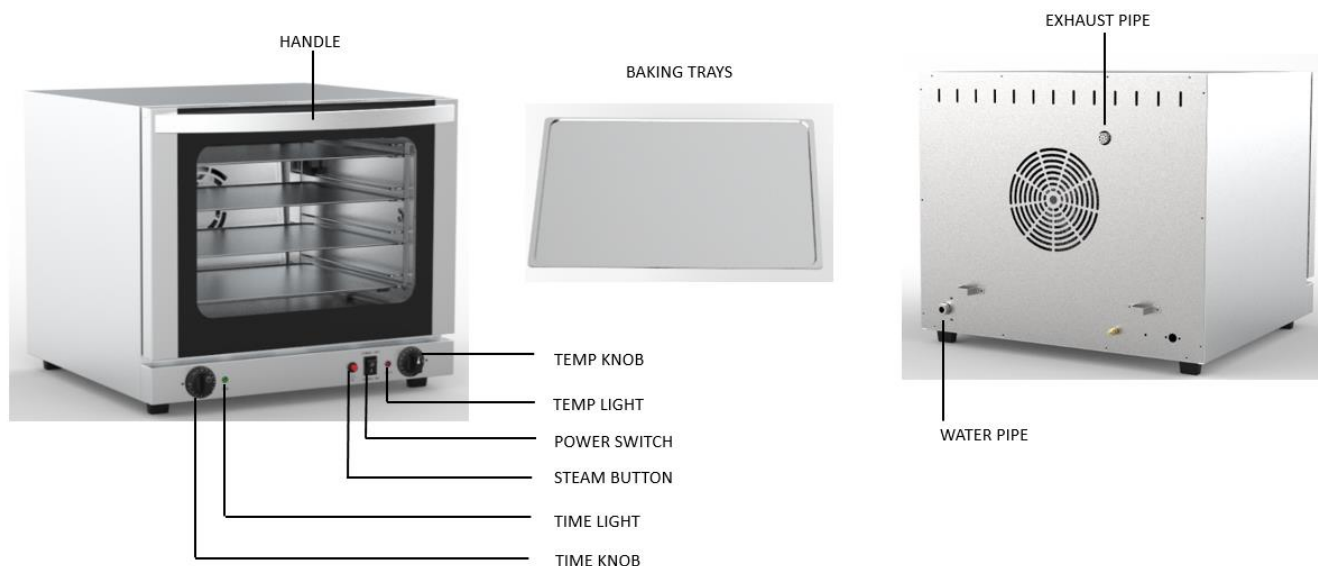 EXHAUST PIPE
HANDLE
BAKING TRAYS
TEMP KNOB
TEMP LIGHT
POWER SWITCH
WATER PIPE
STEAM BUTTON
TIME LIGHT
TIME KNOB